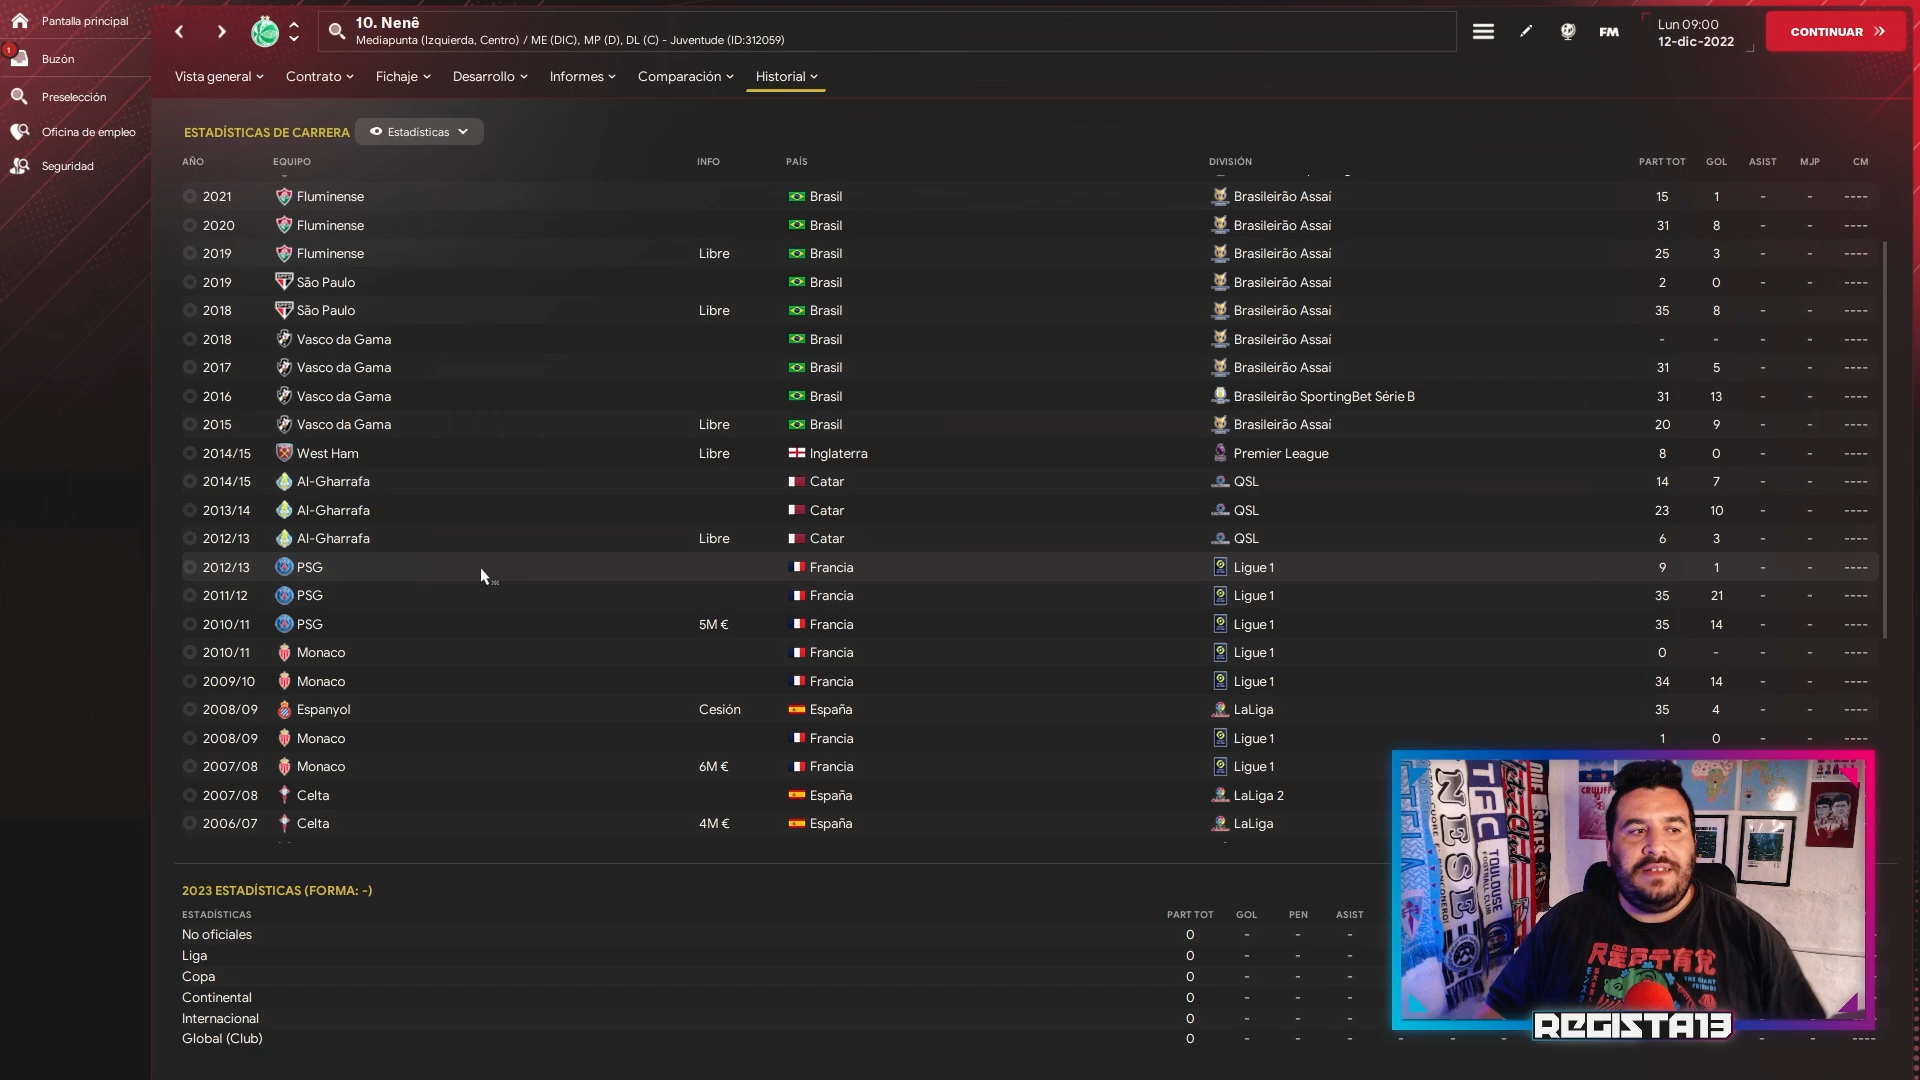 Pantalla principal
1
Buzón
Preselección
Oficina de empleo
Seguridad
10. Nenê
Mediapunta (Izquierda, Centro) / ME (DIC), MP (D), DL (C) - Juventude (ID:312059)
FM
Lun 09:00
12-dic-2022
CONTINUAR
Vista general Contrato Fichaje Desarrollo Informes Comparación Historial
ESTADÍSTICAS DE CARRERA Estadísticas
AÑO EQUIPO INFO PAÍS DIVISIÓN PART TOT GOL ASIST MJP CM
2021 Fluminense Brasil Brasileirão Assaí 15 1 - - ----
2020 Fluminense Brasil Brasileirão Assaí 31 8 - - ----
2019 Fluminense Libre Brasil Brasileirão Assaí 25 3 - - ----
2019 São Paulo Brasil Brasileirão Assaí 2 0 - - ----
2018 São Paulo Libre Brasil Brasileirão Assaí 35 8 - - ----
2018 Vasco da Gama Brasil Brasileirão Assaí - - - - ----
2017 Vasco da Gama Brasil Brasileirão Assaí 31 5 - - ----
2016 Vasco da Gama Brasil Brasileirão SportingBet Série B 31 13 - - ----
2015 Vasco da Gama Libre Brasil Brasileirão Assaí 20 9 - - ----
2014/15 West Ham Libre Inglaterra Premier League 8 0 - - ----
2014/15 Al-Gharrafa Catar QSL 14 7 - - ----
2013/14 Al-Gharrafa Catar QSL 23 10 - - ----
2012/13 Al-Gharrafa Libre Catar QSL 6 3 - - ----
2012/13 PSG Francia Ligue 1 9 1 - - ----
2011/12 PSG Francia Ligue 1 35 21 - - ----
2010/11 PSG 5M € Francia Ligue 1 35 14 - - ----
2010/11 Monaco Francia Ligue 1 0 - - - ----
2009/10 Monaco Francia Ligue 1 34 14 - - ----
2008/09 Espanyol Cesión España LaLiga 35 4 - - ----
2008/09 Monaco Francia Ligue 1 1 0 - - ----
2007/08 Monaco 6M € Francia Ligue 1
2007/08 Celta España LaLiga 2
2006/07 Celta 4M € España LaLiga
2023 ESTADÍSTICAS (FORMA: -)
ESTADÍSTICAS PART TOT GOL PEN ASIST
No oficiales 0 - - -
Liga 0 - - -
Copa 0 - - -
Continental 0 - - -
Internacional 0 - - -
Global (Club) 0 - - - - - - - - ----
NESE
TFC
TOULOUSE
FOOTBALL CLUB
CRUYFF
THE GIANT
REGISTA13